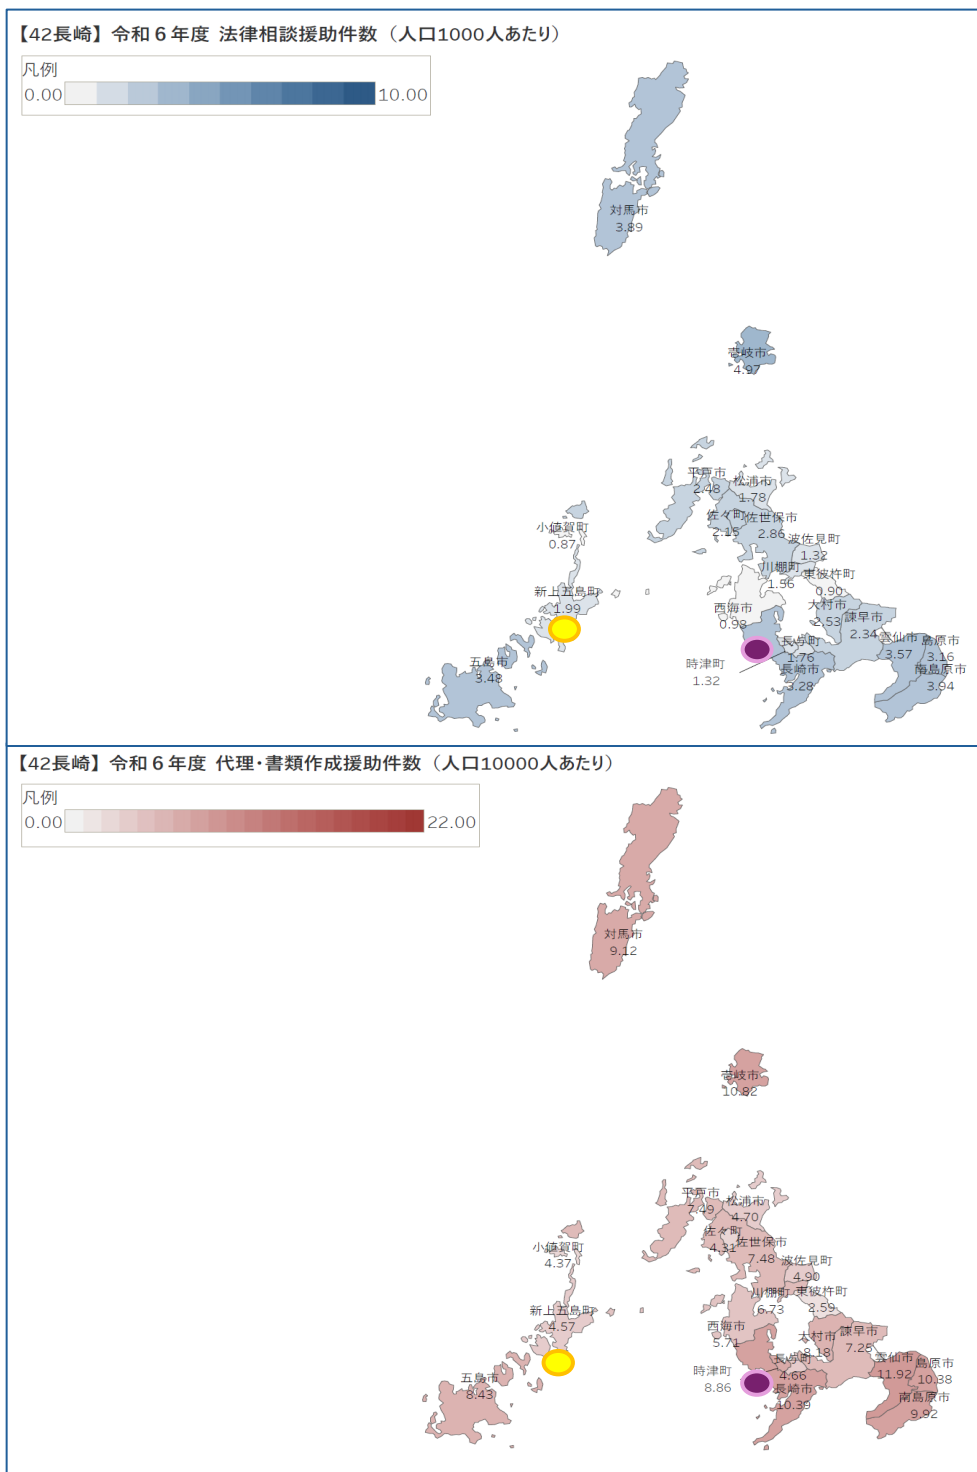 【42長崎】令和６年度 法律相談援助件数（人口1000人あたり）
凡例
0.00
10.00
対馬市
3.89
壱岐市
4.97
平戸市
2.48
松浦市
1.78
佐々町
2.15
佐世保市
2.86
小値賀町
0.87
波佐見町
1.32
川棚町
1.56
東彼杵町
0.90
新上五島町
1.99
西海市
0.98
大村市
2.53
諫早市
2.34
雲仙市
3.57
島原市
3.16
長与町
1.76
五島市
3.48
時津町
1.32
長崎市
3.28
南島原市
3.94
【42長崎】令和６年度 代理・書類作成援助件数（人口10000人あたり）
凡例
0.00
22.00
対馬市
9.12
壱岐市
10.82
平戸市
7.49
松浦市
4.70
佐々町
4.31
佐世保市
7.48
小値賀町
4.37
波佐見町
4.90
川棚町
6.73
東彼杵町
2.59
新上五島町
4.57
西海市
5.71
大村市
8.18
諫早市
7.25
雲仙市
11.92
島原市
10.38
長与町
4.66
時津町
8.86
五島市
8.43
長崎市
10.39
南島原市
9.92